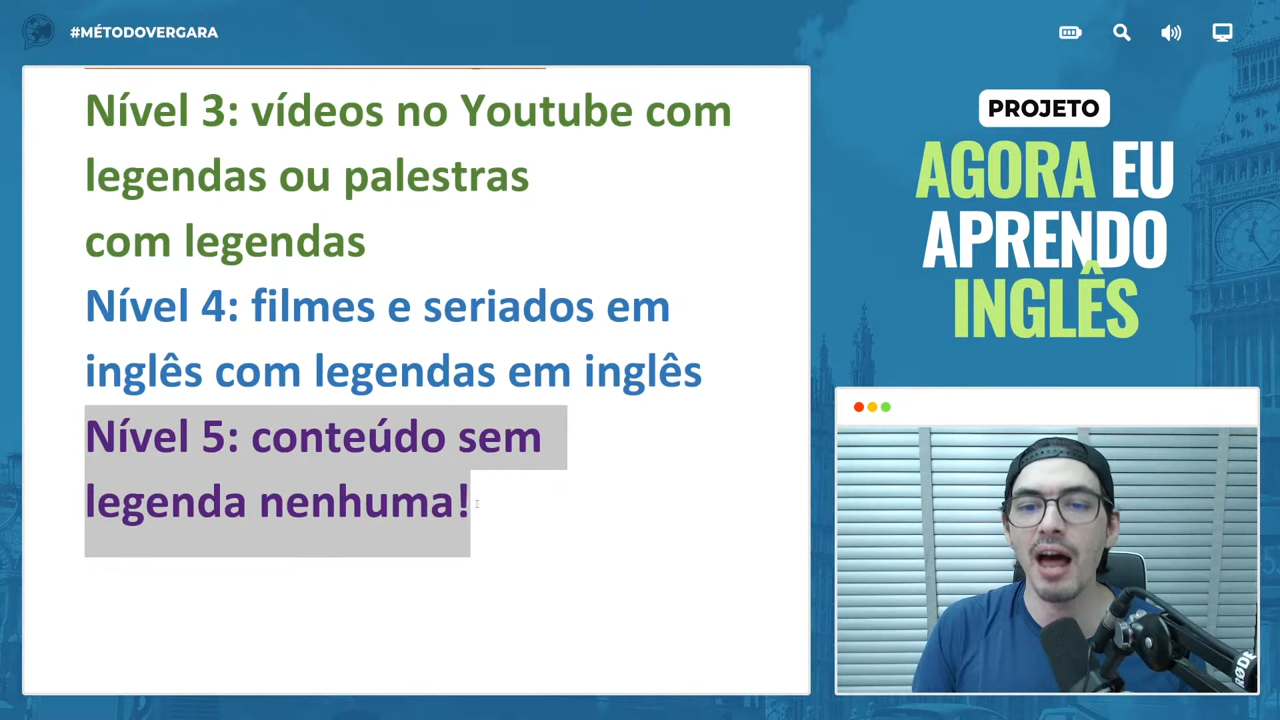 #MÉTODOVERGARA
Nível 3: vídeos no Youtube com
legendas ou palestras
com legendas
Nível 4: filmes e seriados em
inglês com legendas em inglês
Nível 5: conteúdo sem
legenda nenhuma!
PROJETO
AGORA EU
APRENDO
INGLÊS
RØDE